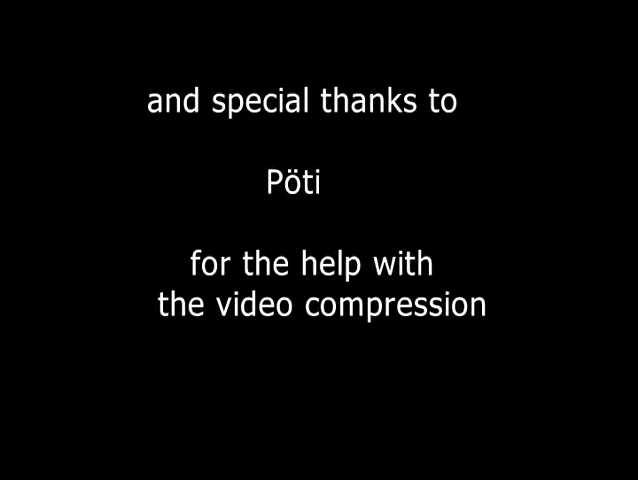 and special thanks to
Pöti
for the help with
the video compression